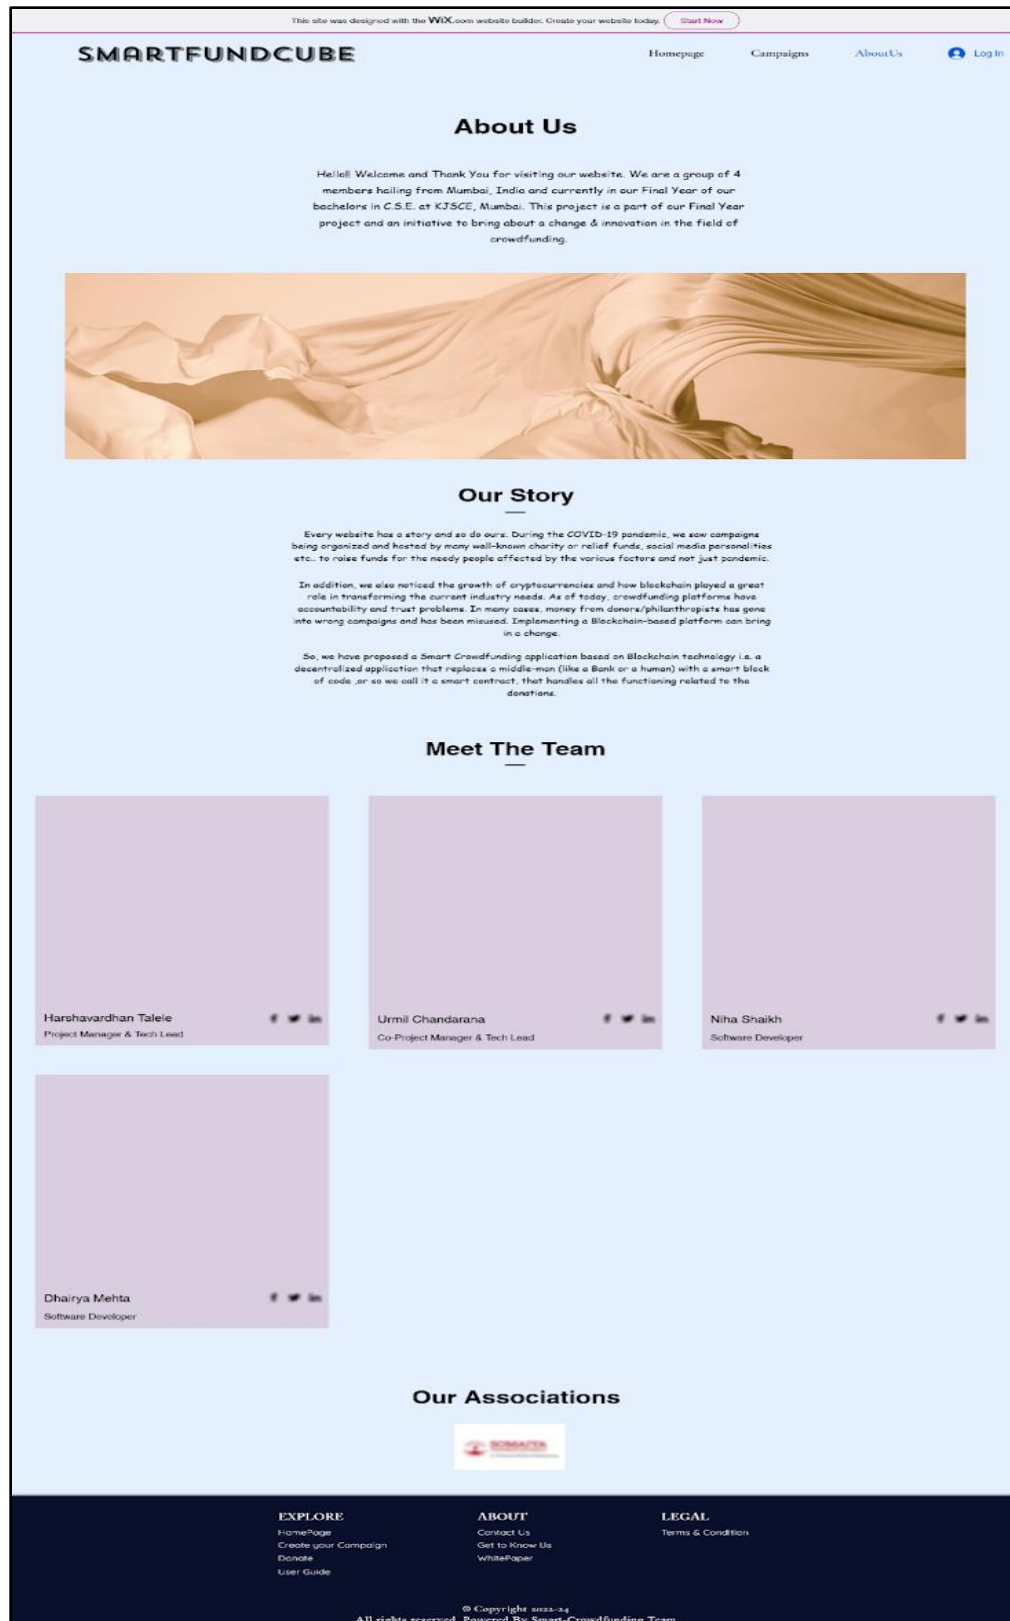 This site was designed with the WiX.com website builder. Create your website today. Start Now
SMARTFUNDCUBE
Homepage Campaigns About Us Log In
About Us
Hello!! Welcome and Thank You for visiting our website. We are a group of 4
members hailing from Mumbai, India and currently in our Final Year of our
bachelors in C.S.E. at KJSCE, Mumbai. This project is a part of our Final Year
project and an initiative to bring about a change & innovation in the field of
crowdfunding.
Our Story
Every website has a story and so do ours. During the COVID-19 pandemic, we saw campaigns
being organized and hosted by many well-known charity or relief funds, social media personalities
etc.. to raise funds for the needy people affected by the various factors and not just pandemic.
In addition, we also noticed the growth of cryptocurrencies and how blockchain played a great
role in transforming the current industry needs. As of today, crowdfunding platforms have
accountability and trust problems. In many cases, money from donors/philanthropists has gone
into wrong campaigns and has been misused. Implementing a Blockchain-based platform can bring
in a change.
So, we have proposed a Smart Crowdfunding application based on Blockchain technology i.e. a
decentralized application that replaces a middle-man (like a Bank or a human) with a smart block
of code ,or so we call it a smart contract, that handles all the functioning related to the
donations.
Meet The Team
Harshavardhan Talele
Project Manager & Tech Lead
Urmil Chandarana
Co-Project Manager & Tech Lead
Niha Shaikh
Software Developer
Dhairya Mehta
Software Developer
Our Associations
SOMAIYA
EXPLORE
HomePage
Create your Campaign
Donate
User Guide
ABOUT
Contact Us
Get to Know Us
WhitePaper
LEGAL
Terms & Condition
© Copyright 2022-24
All rights reserved. Powered By Smart-Crowdfunding Team